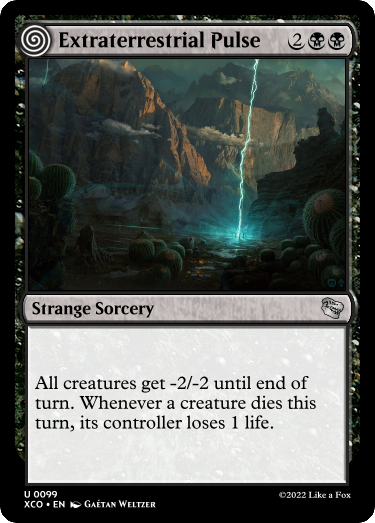 Extraterrestrial Pulse 2
Strange Sorcery
All creatures get -2/-2 until end of
turn. Whenever a creature dies this
turn, its controller loses 1 life.
U 0099
XCO • EN Gaétan Weltzer
©2022 Like a Fox